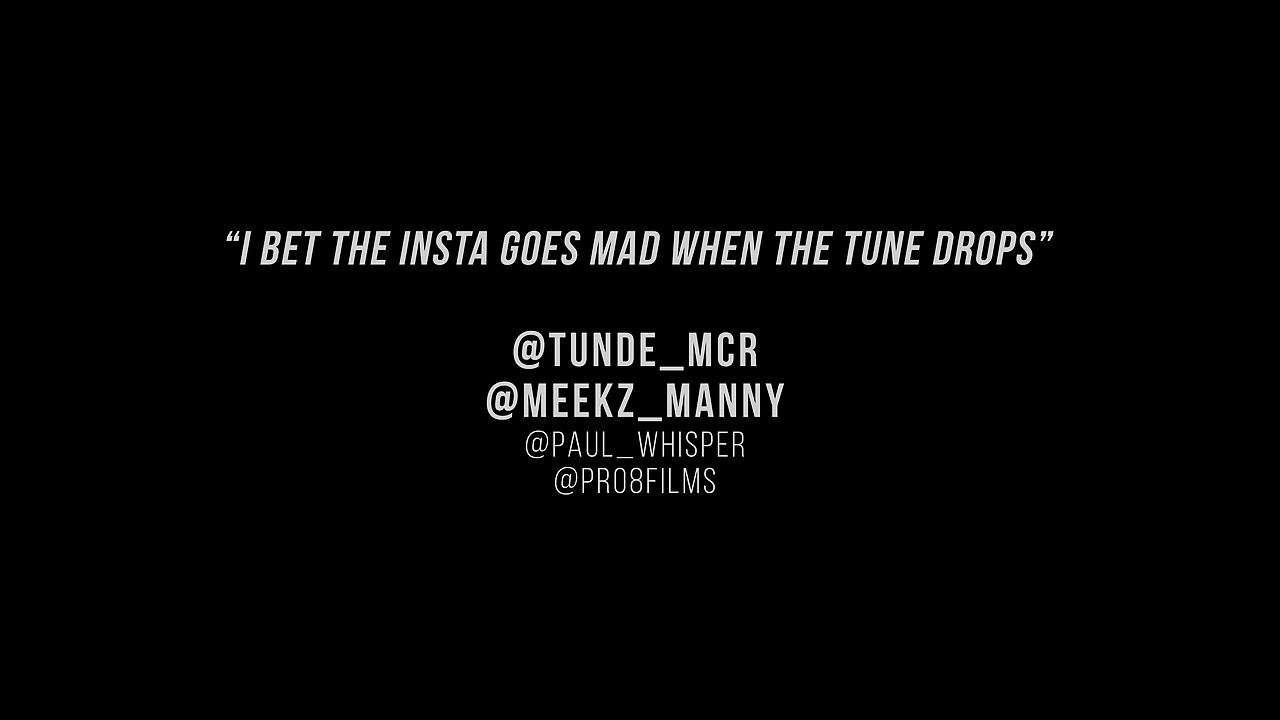 “I BET THE INSTA GOES MAD WHEN THE TUNE DROPS”
@TUNDE_MCR
@MEEKZ_MANNY
@PAUL_WHISPER
@PRO8FILMS